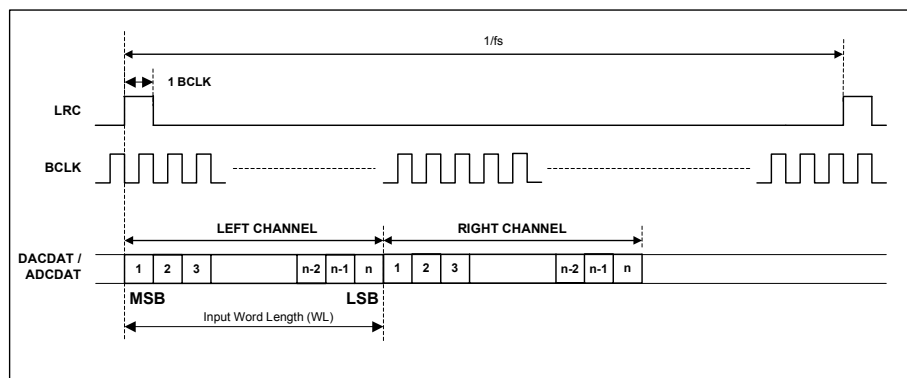 1/fs
1 BCLK
LRC
BCLK
LEFT CHANNEL RIGHT CHANNEL
DACDAT /
ADCDAT
1 2 3 n-2 n-1 n 1 2 3 n-2 n-1 n
MSB LSB
Input Word Length (WL)